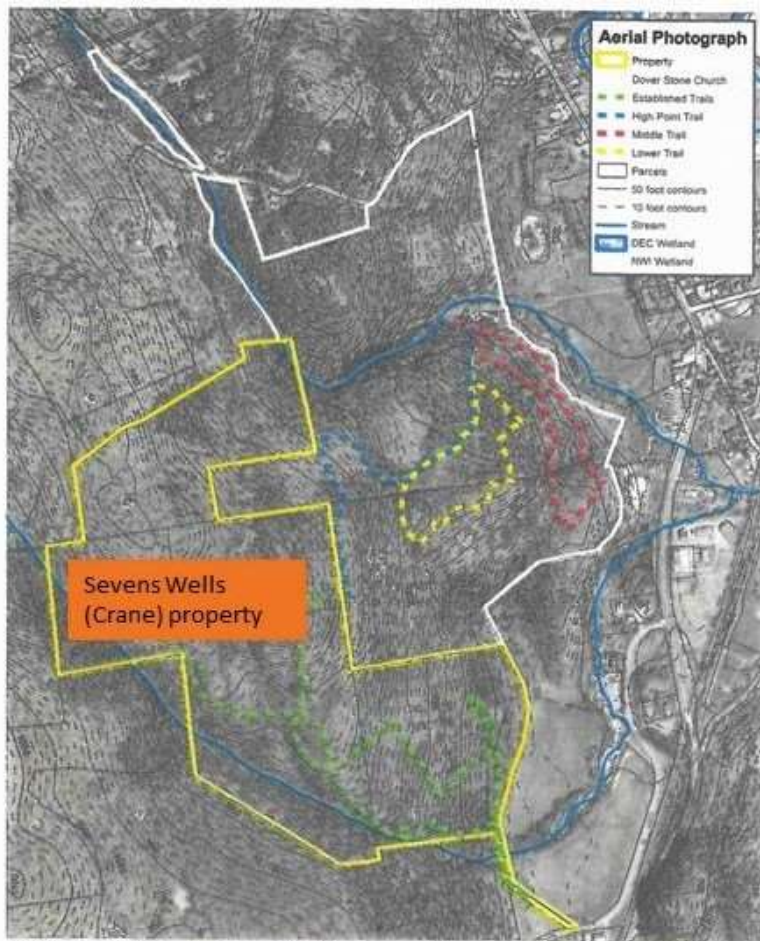 Aerial Photograph
Property
Dover Stone Church
Established Trails
High Point Trail
Middle Trail
Lower Trail
Parcels
50 foot contours
10 foot contours
Stream
DEC Wetland
NWI Wetland
Sevens Wells
(Crane) property